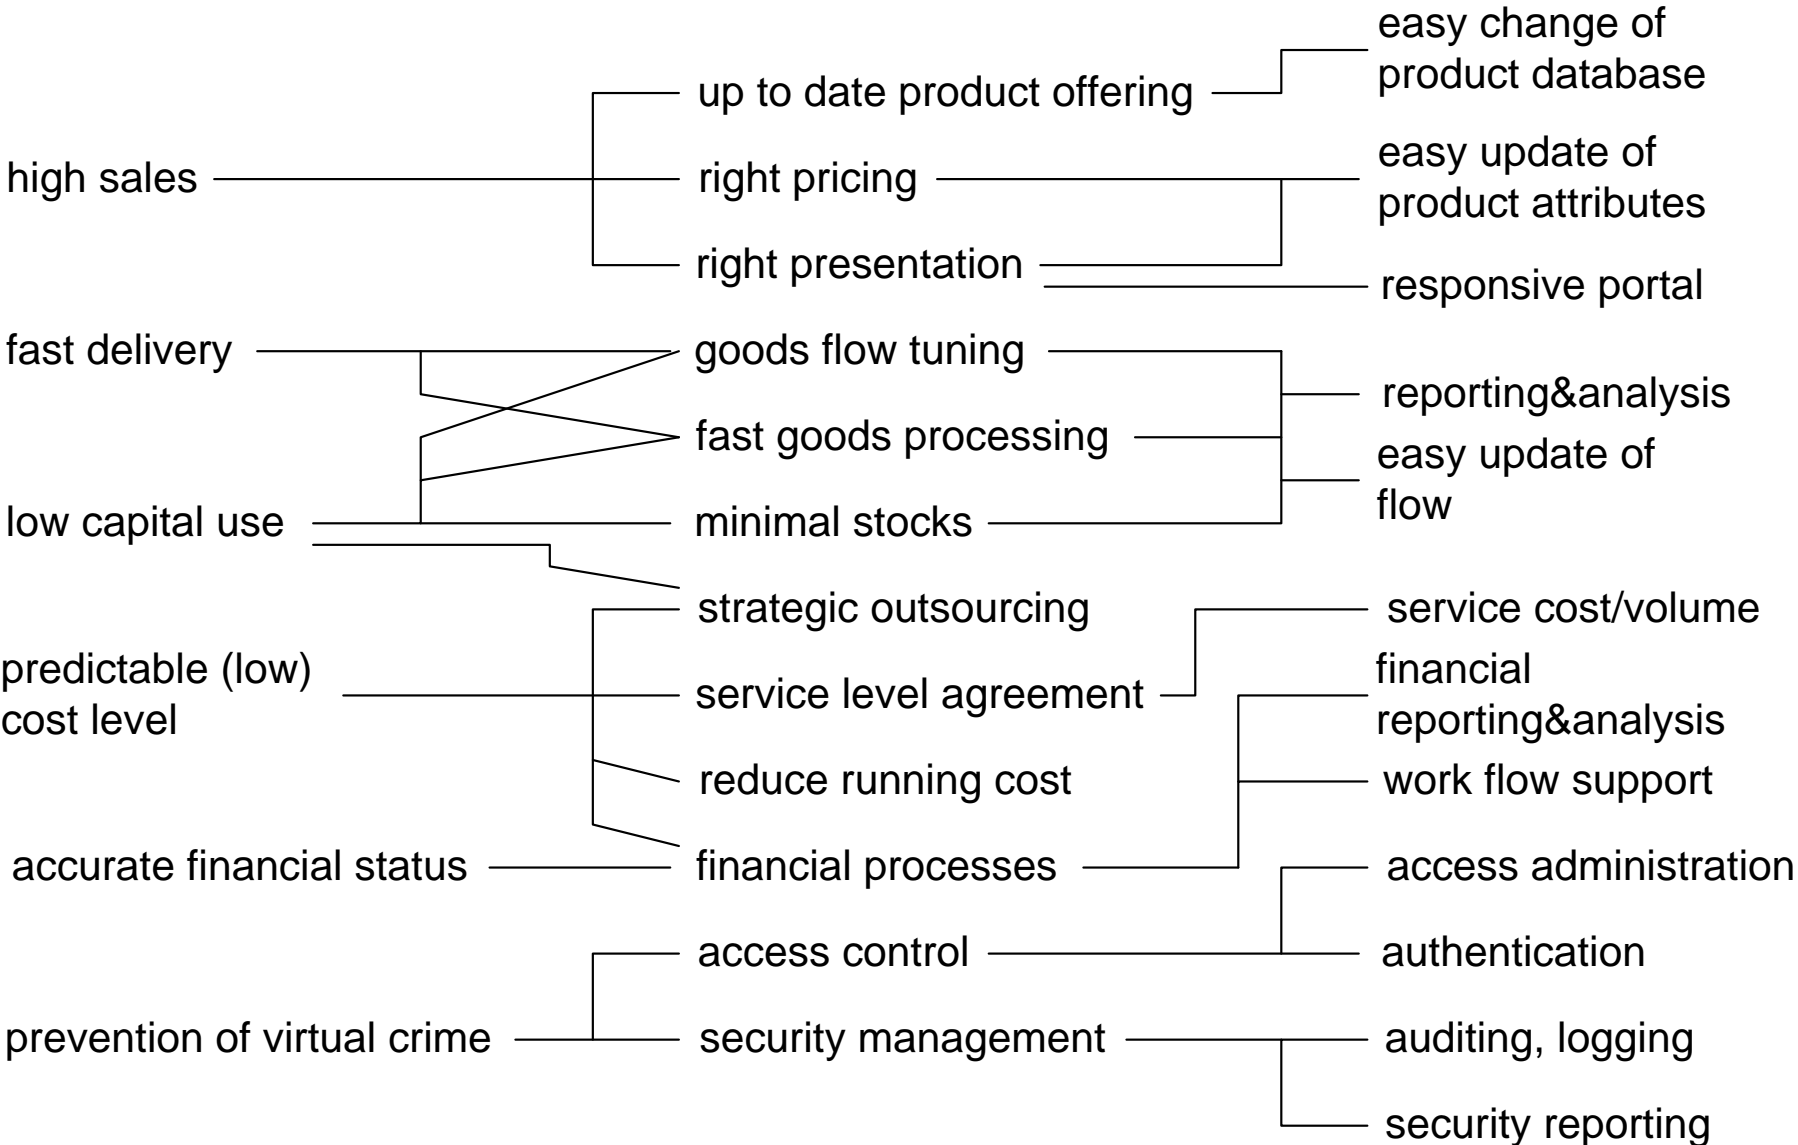 high sales
fast delivery
low capital use
predictable (low)
cost level
accurate financial status
prevention of virtual crime
up to date product offering
right pricing
right presentation
goods flow tuning
fast goods processing
minimal stocks
strategic outsourcing
service level agreement
reduce running cost
financial processes
access control
security management
easy change of
product database
easy update of
product attributes
responsive portal
reporting&analysis
easy update of
flow
service cost/volume
financial
reporting&analysis
work flow support
access administration
authentication
auditing, logging
security reporting